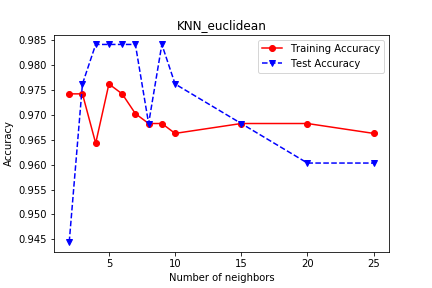 KNN_euclidean
0.985
0.980
0.975
0.970
0.965
0.960
0.955
0.950
0.945
Accuracy
Training Accuracy
Test Accuracy
5
10
15
20
25
Number of neighbors